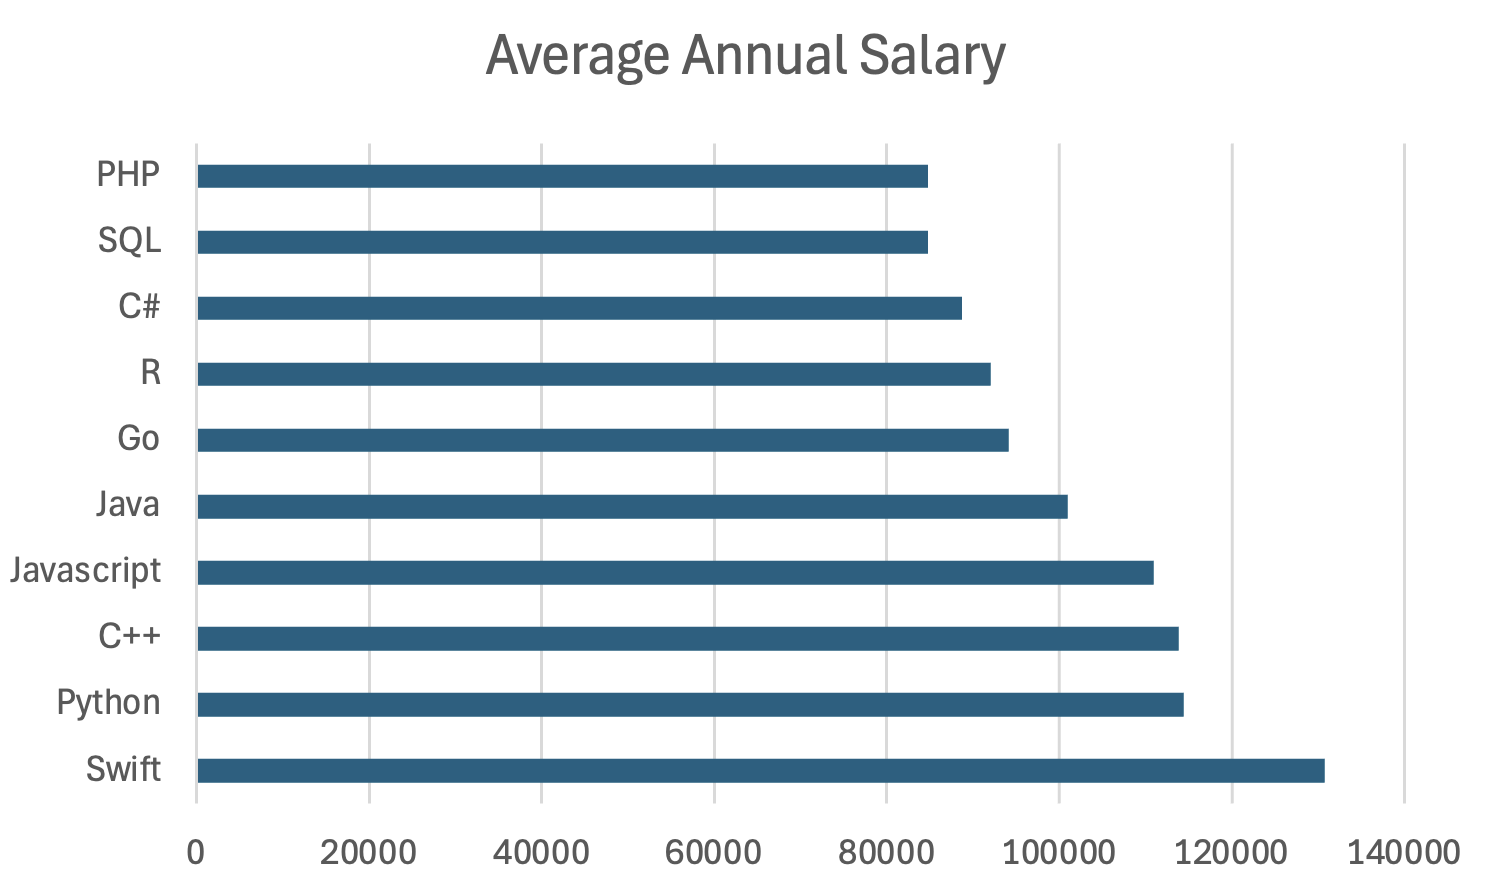 Average Annual Salary
PHP
SQL
C#
R
Go
Java
Javascript
C++
Python
Swift
0 20000 40000 60000 80000 100000 120000 140000